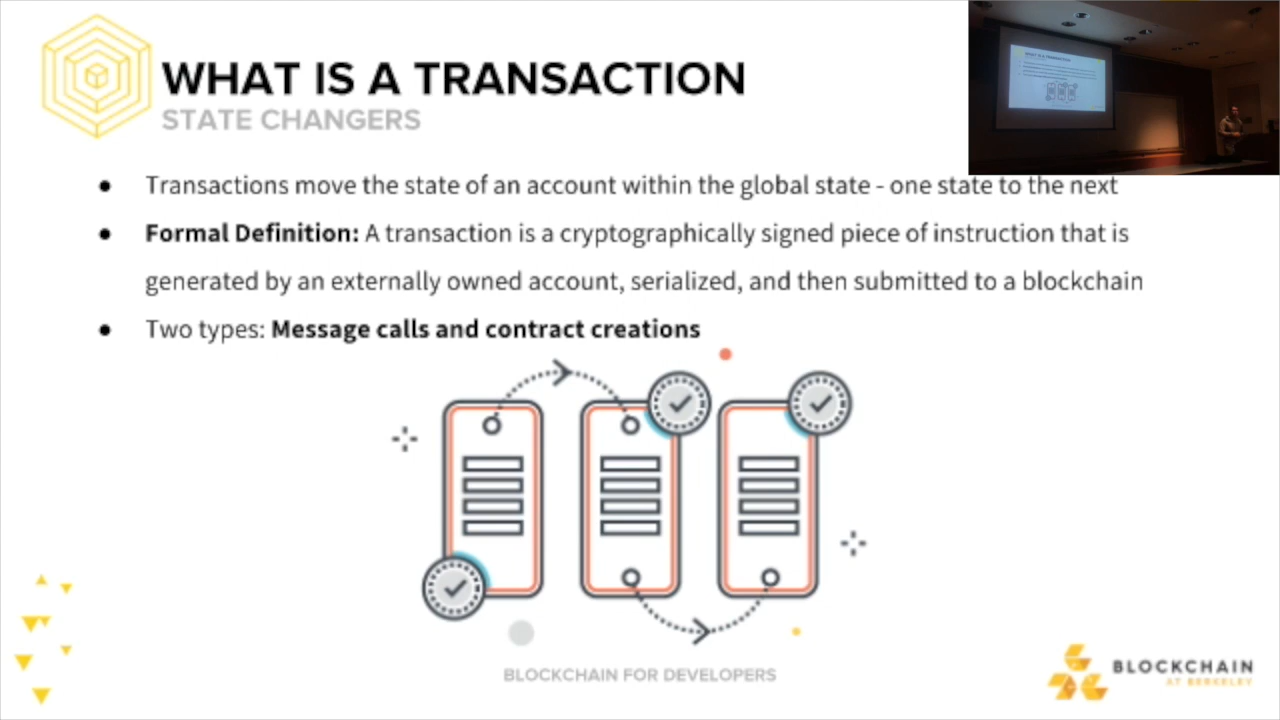 WHAT IS A TRANSACTION
STATE CHANGERS
● Transactions move the state of an account within the global state - one state to the next
● Formal Definition: A transaction is a cryptographically signed piece of instruction that is
generated by an externally owned account, serialized, and then submitted to a blockchain
● Two types: Message calls and contract creations
BLOCKCHAIN FOR DEVELOPERS
BLOCKCHAIN
AT BERKELEY